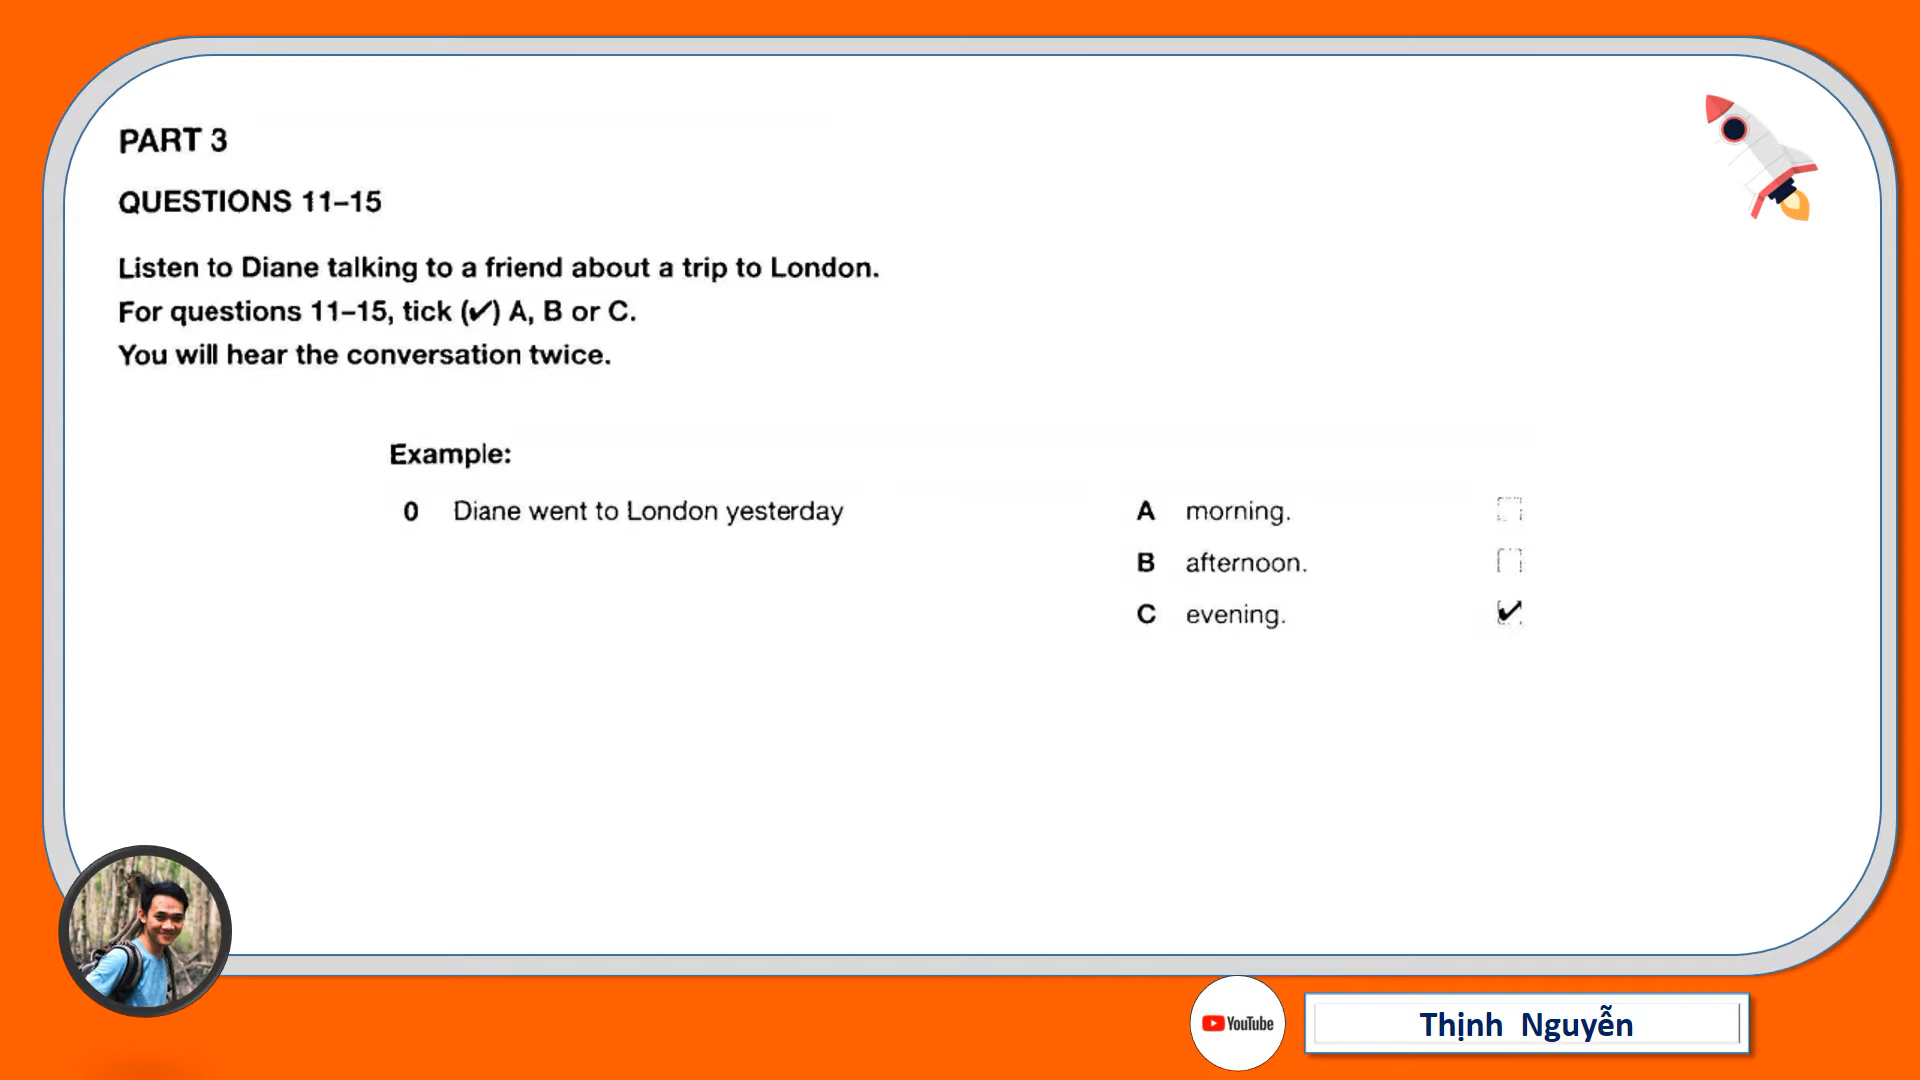 PART 3
QUESTIONS 11–15
Listen to Diane talking to a friend about a trip to London.
For questions 11–15, tick (✔) A, B or C.
You will hear the conversation twice.
Example:
0 Diane went to London yesterday
A morning.
B afternoon.
C evening.
YouTube
Thịnh Nguyễn